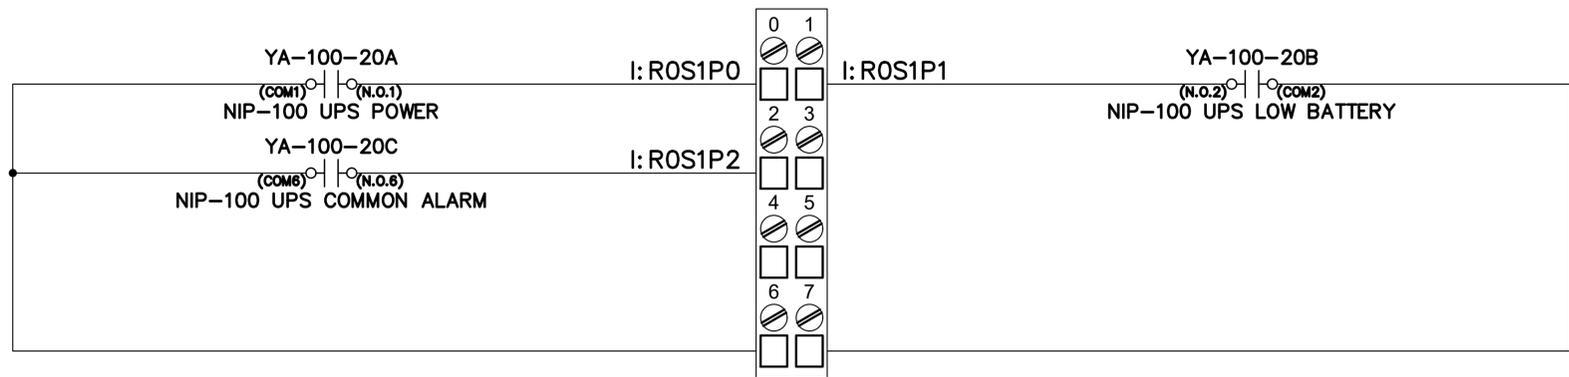 0 1
YA-100-20A
I:R0S1P0
I:R0S1P1
YA-100-20B
(COM1) (N.O.1)
(N.O.2) (COM2)
NIP-100 UPS POWER
NIP-100 UPS LOW BATTERY
2 3
YA-100-20C
I:R0S1P2
(COM6) (N.O.6)
NIP-100 UPS COMMON ALARM
4 5
6 7